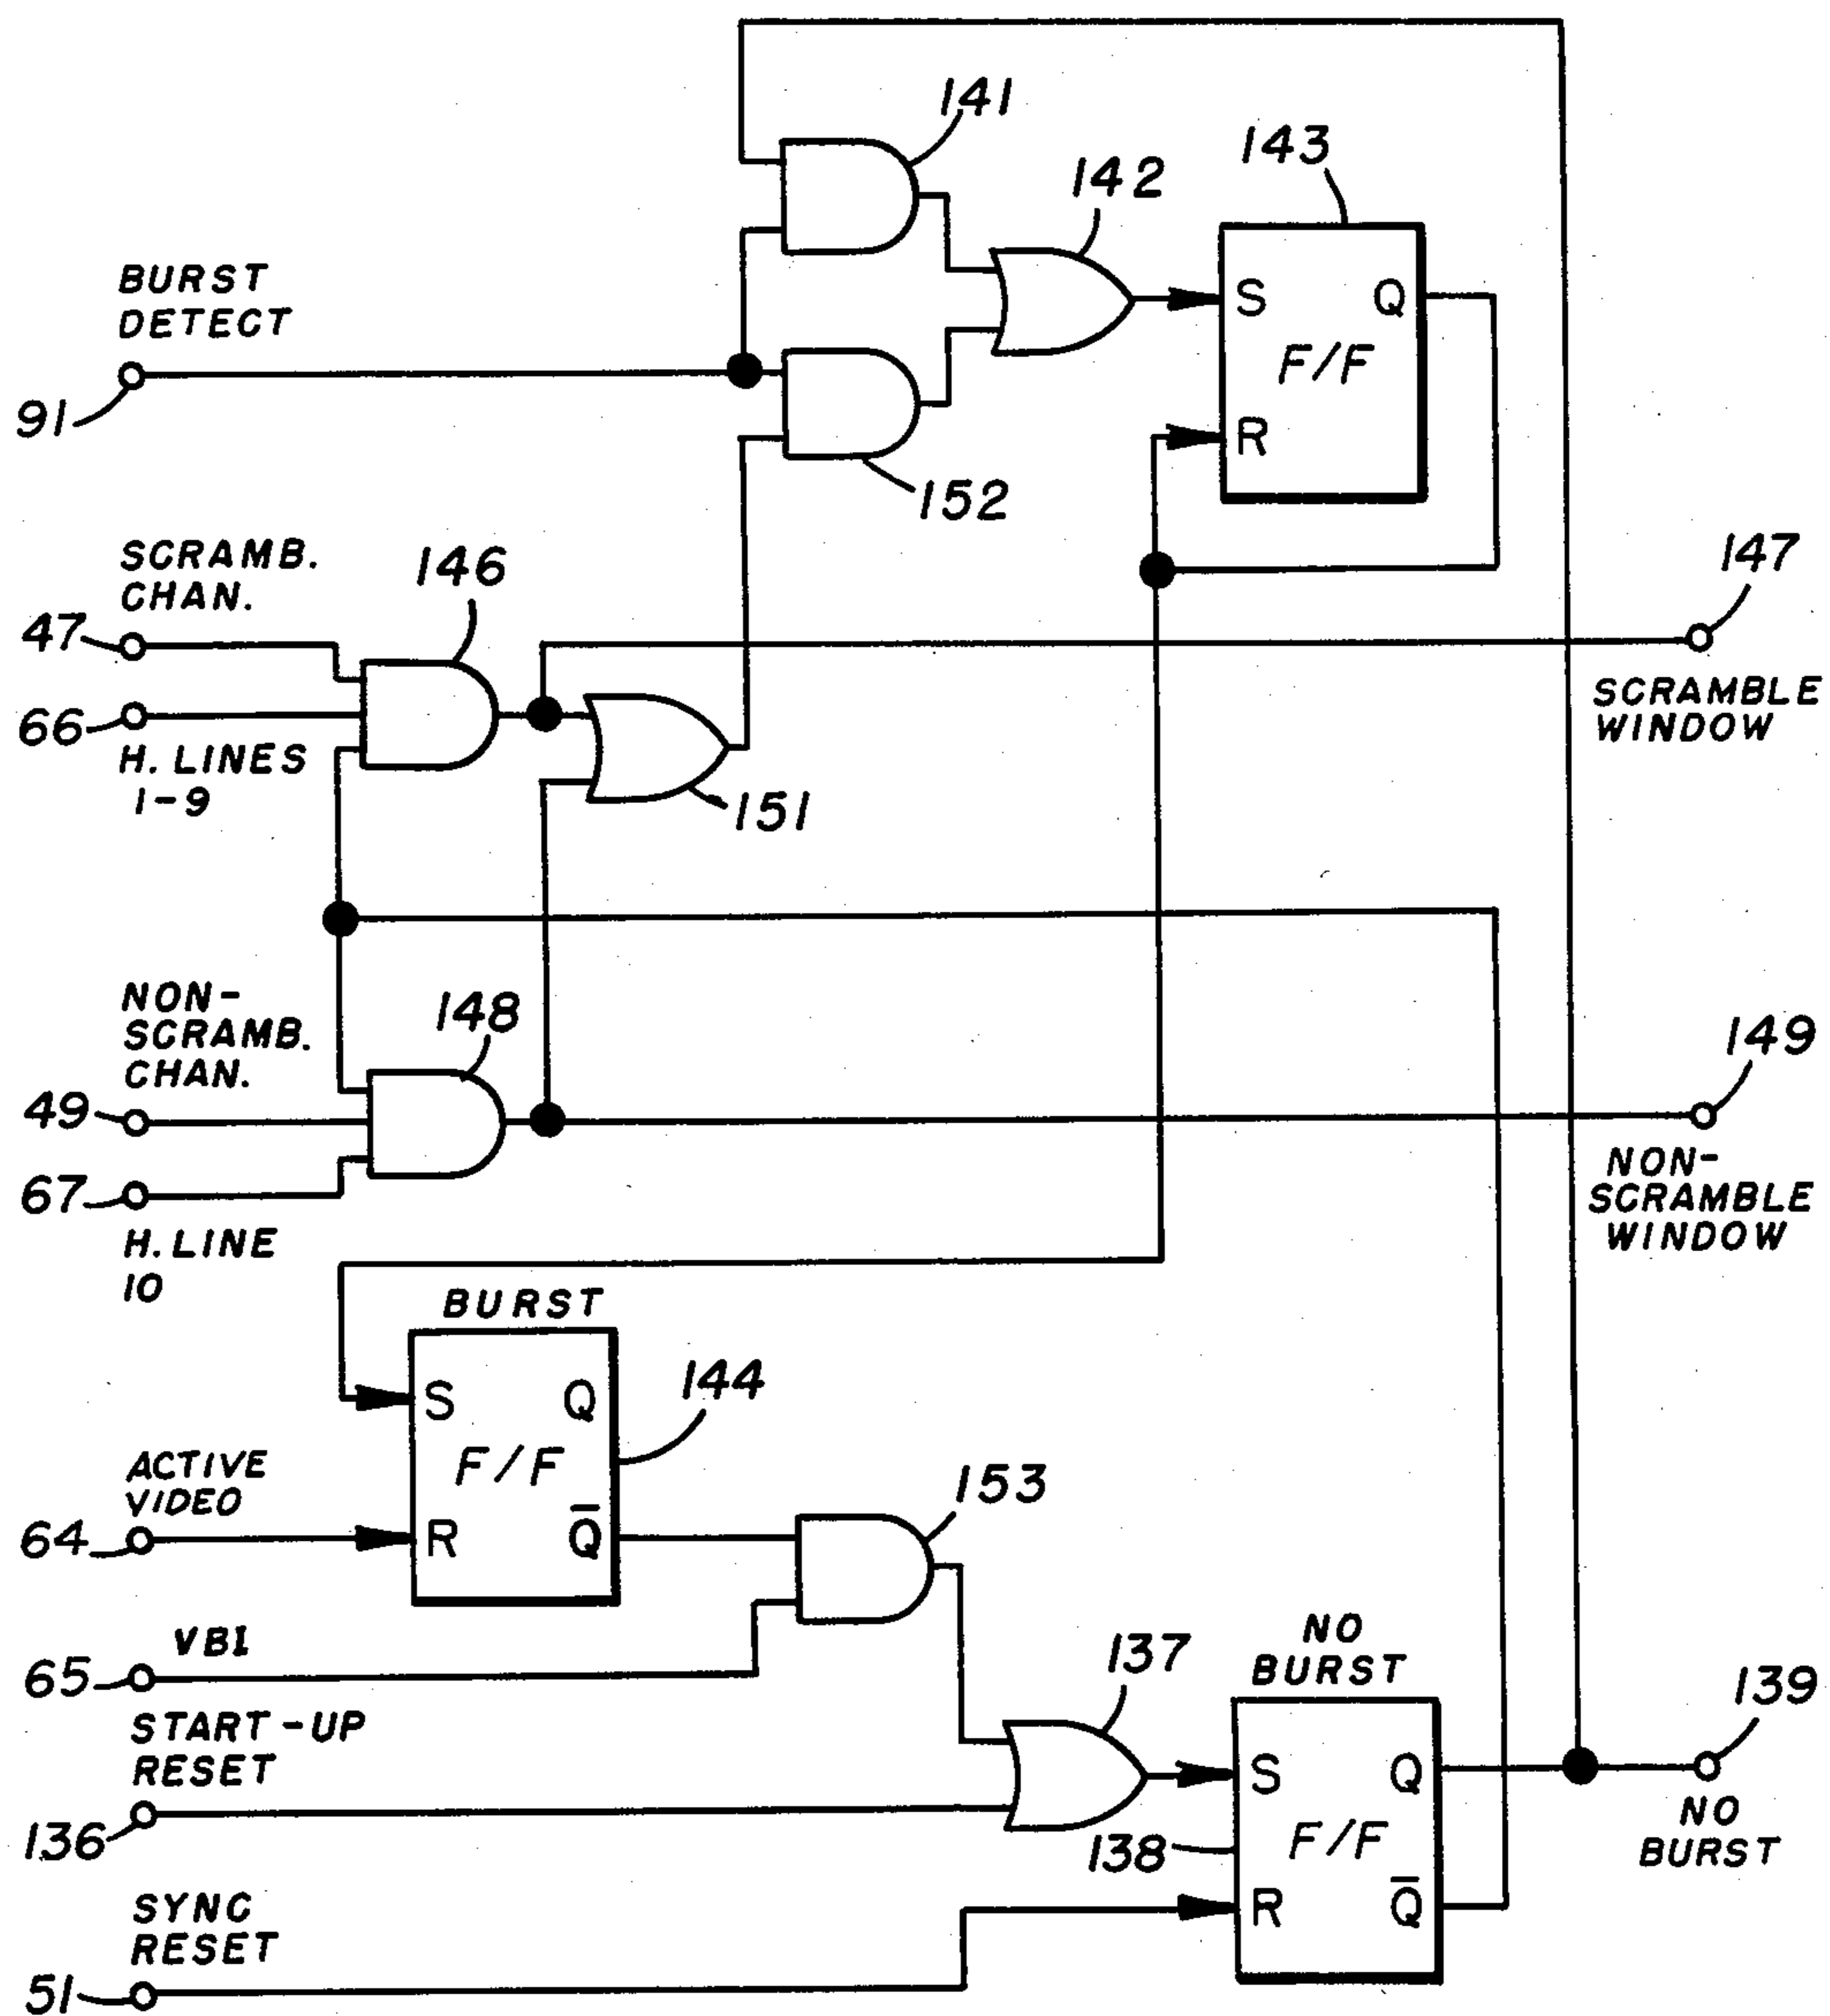 141
142
143
BURST
DETECT
S
Q
F/F
91
R
152
SCRAMB.
CHAN.
146
147
47
66
SCRAMBLE
WINDOW
H. LINES
1-9
151
NON-
SCRAMB.
CHAN.
148
149
49
67
NON-
SCRAMBLE
WINDOW
H. LINE
10
BURST
144
S
Q
F/F
ACTIVE
VIDEO
153
64
R
Q̅
VBI
NO
BURST
137
65
139
START-UP
RESET
S
Q
136
138
F/F
NO
BURST
SYNC
RESET
R
Q̅
51